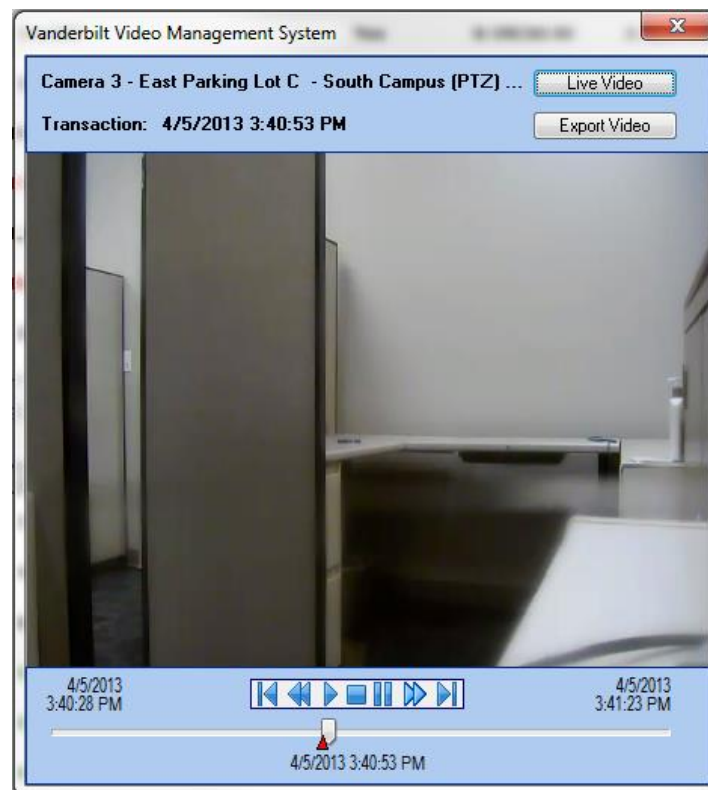 Vanderbilt Video Management System
Camera 3 - East Parking Lot C  - South Campus (PTZ) ...
Live Video
Transaction:  4/5/2013 3:40:53 PM
Export Video
4/5/2013
3:40:28 PM
4/5/2013
3:41:23 PM
4/5/2013 3:40:53 PM